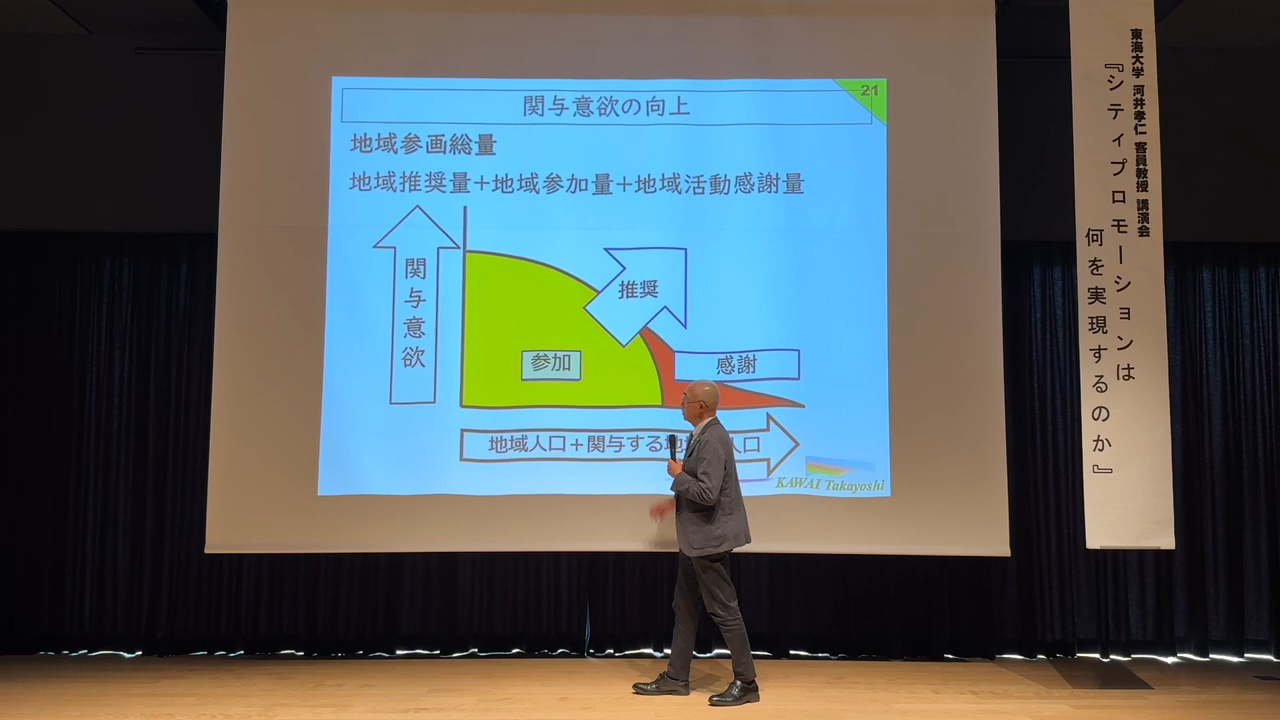 関与意欲の向上
21
地域参画総量
地域推奨量＋地域参加量＋地域活動感謝量
関与意欲
推奨
参加
感謝
地域人口＋関与する地
人口
KAWAI Takayoshi
東海大学 河井孝仁 客員教授 講演会
『シティプロモーションは
何を実現するのか』